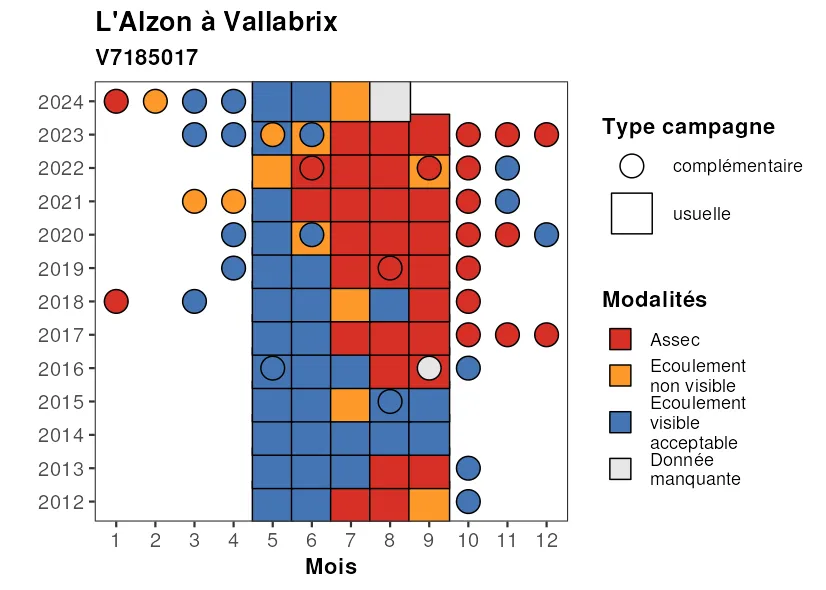 L'Alzon à Vallabrix
V7185017
2024
2023
2022
2021
2020
2019
2018
2017
2016
2015
2014
2013
2012
1 2 3 4 5 6 7 8 9 10 11 12
Mois
Type campagne
complémentaire
usuelle
Modalités
Assec
Ecoulement
non visible
Ecoulement
visible
acceptable
Donnée
manquante